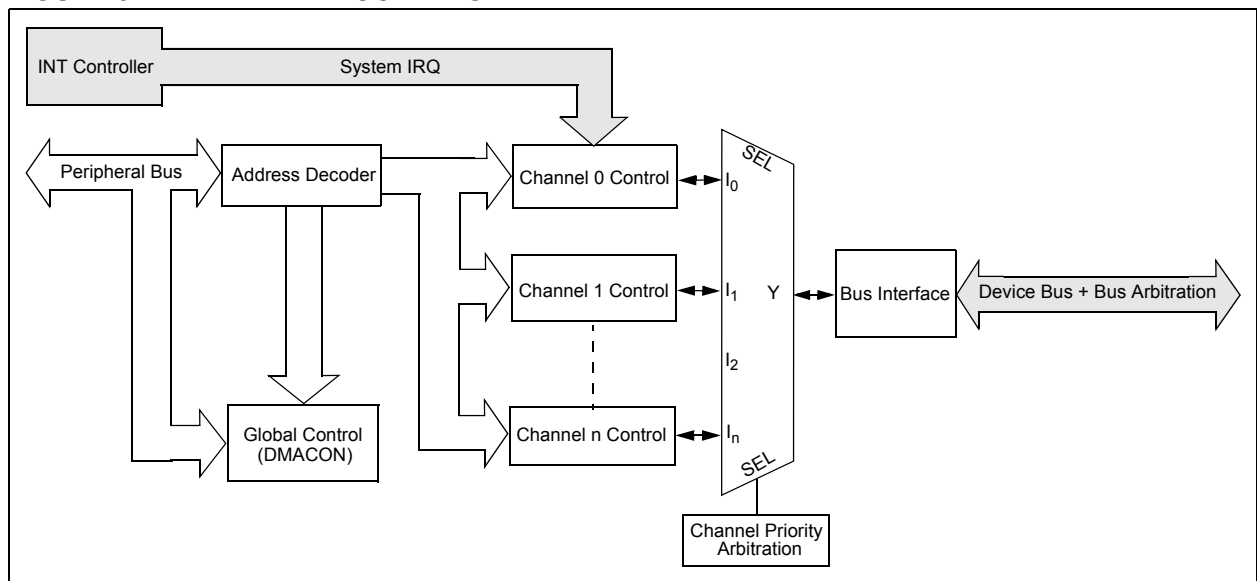 INT Controller
System IRQ
Peripheral Bus
Address Decoder
Channel 0 Control
I0
SEL
Channel 1 Control
I1
Y
Bus Interface
Device Bus + Bus Arbitration
I2
Global Control
(DMACON)
Channel n Control
In
SEL
Channel Priority
Arbitration